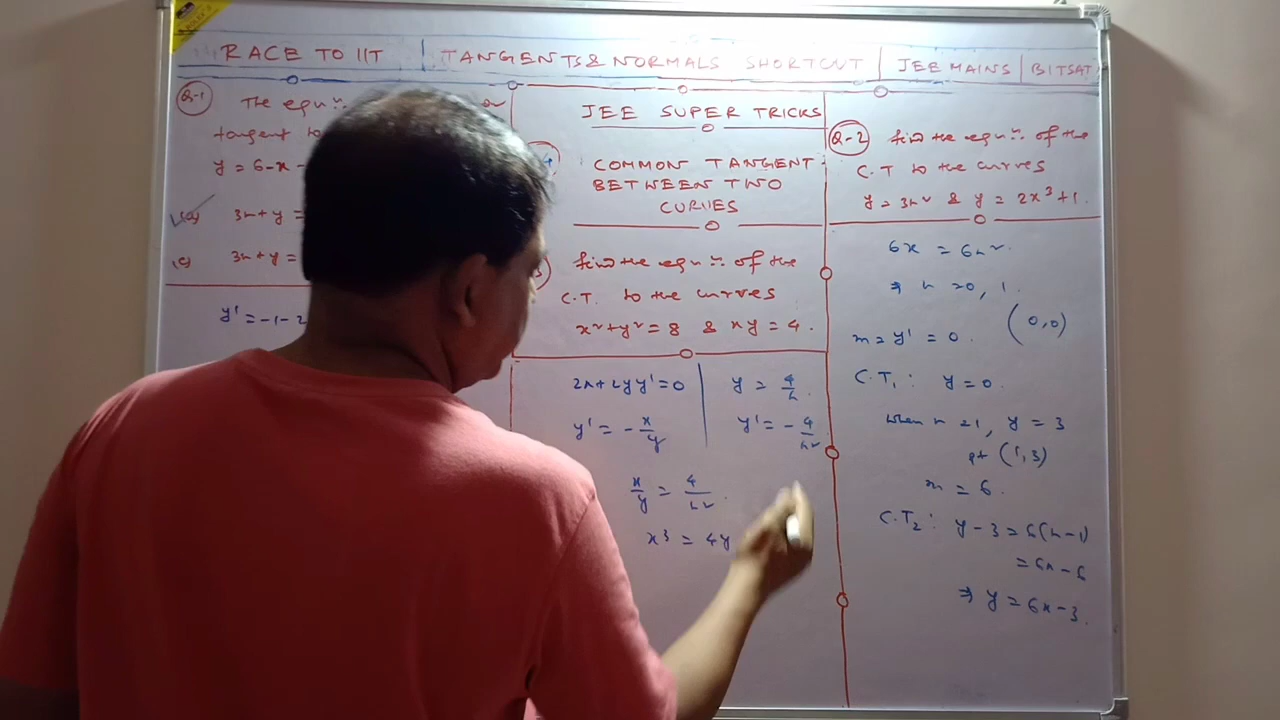 RACE TO IIT | TANGENTS & NORMALS SHORTCUT | JEE MAINS | BITSAT
Q-1 The equn. or
tangent to
y = 6-x-
(a) 3x+y =
(c) 3x+y =
y' = -1-2
JEE SUPER TRICKS
COMMON TANGENT
BETWEEN TWO
CURVES
find the equn. of the
C.T. to the curves
x²+y²=8 & xy=4.
2x+2yy'=0 | y = 4/x.
y' = -x/y | y' = -4/x²
x/y = 4/x².
x³ = 4y
Q-2 find the equn. of the
C.T to the curves
y = 3x² & y = 2x³+1.
6x = 6x².
⇒ x = 0, 1.
m = y' = 0. (0,0)
C.T₁: y=0.
when x=1, y = 3
pt (1,3)
m = 6.
C.T₂: y-3 = 6(x-1)
= 6x-6
⇒ y = 6x-3.